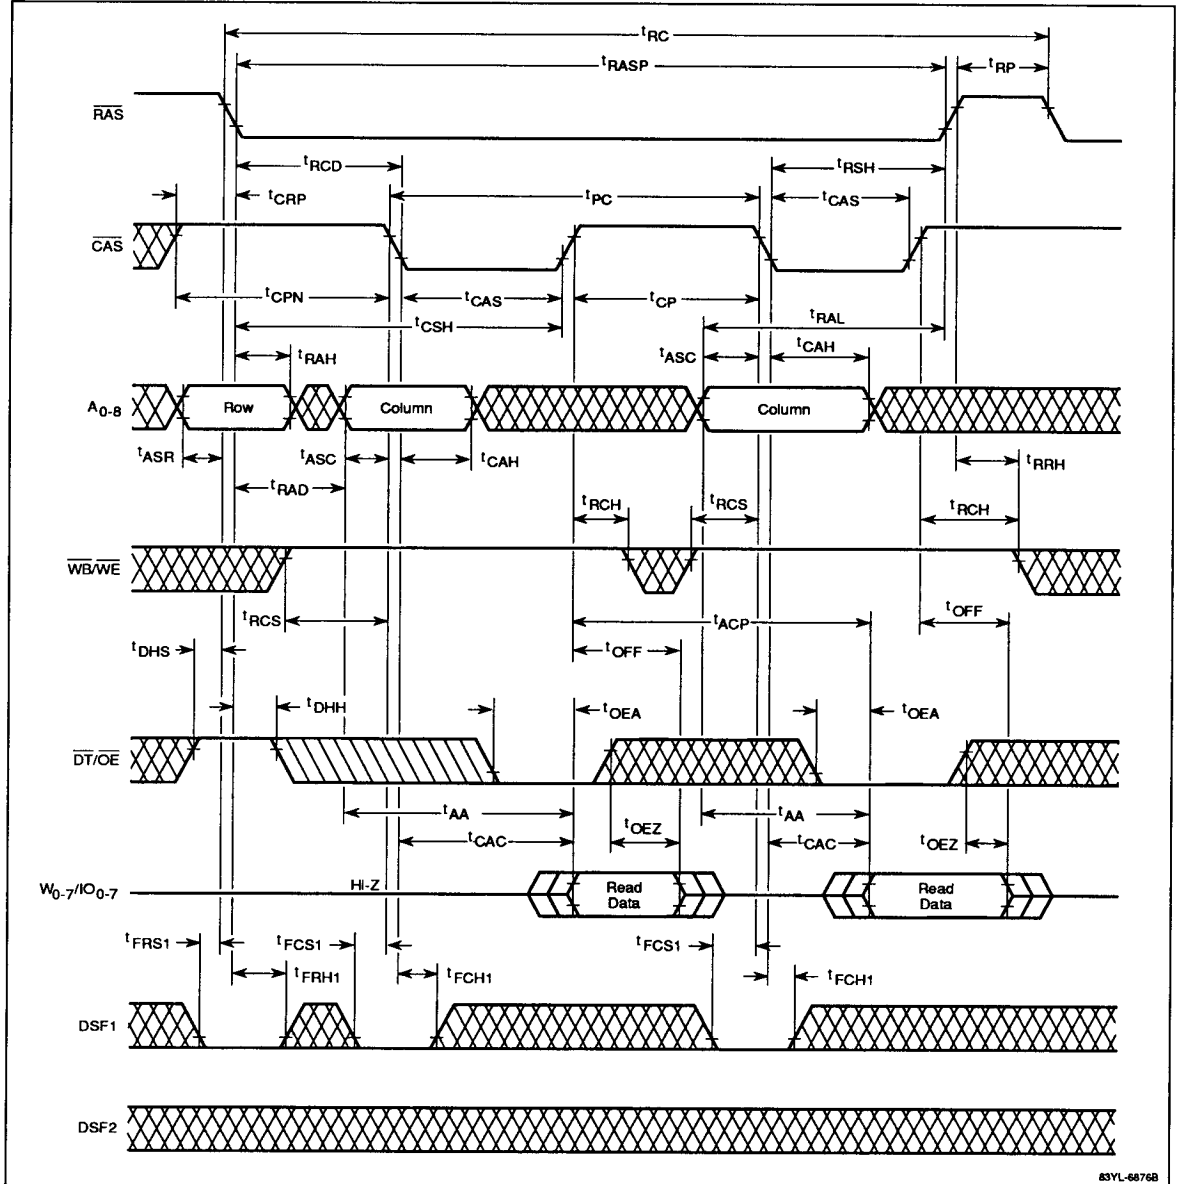 tRC
tRASP
tRP
RAS
tRCD
tRSH
tCRP
tPC
tCAS
CAS
tCPN
tCAS
tCP
tCSH
tRAL
tRAH
tASC
tCAH
A0-8
Row
Column
Column
tASR
tASC
tCAH
tRRH
tRAD
tRCH
tRCS
tRCH
WB/WE
tRCS
tACP
tOFF
tDHS
tOFF
tDHH
tOEA
tOEA
DT/OE
tAA
tAA
tCAC
tOEZ
tCAC
tOEZ
W0-7/IO0-7
HI-Z
Read Data
Read Data
tFRS1
tFCS1
tFCS1
tFRH1
tFCH1
tFCH1
DSF1
DSF2
83YL-6876B